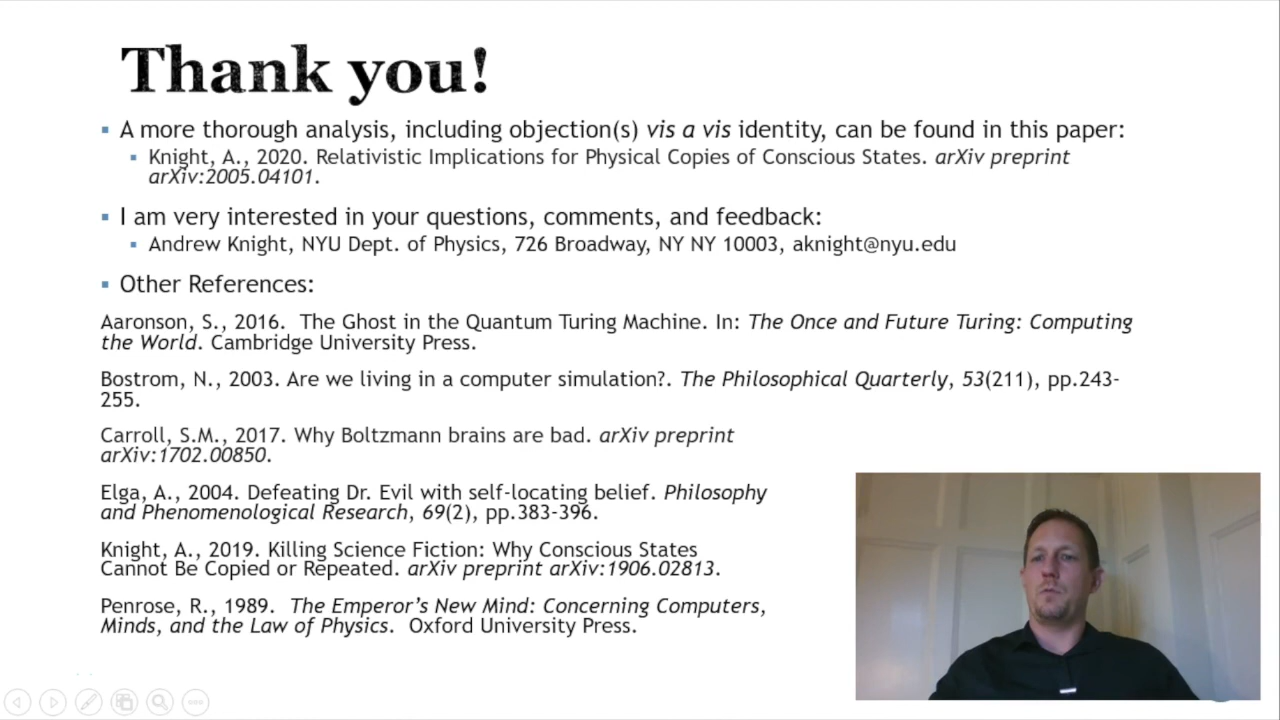 Thank you!
A more thorough analysis, including objection(s) vis a vis identity, can be found in this paper:
Knight, A., 2020. Relativistic Implications for Physical Copies of Conscious States. arXiv preprint
arXiv:2005.04101.
I am very interested in your questions, comments, and feedback:
Andrew Knight, NYU Dept. of Physics, 726 Broadway, NY NY 10003, aknight@nyu.edu
Other References:
Aaronson, S., 2016.  The Ghost in the Quantum Turing Machine. In: The Once and Future Turing: Computing
the World. Cambridge University Press.
Bostrom, N., 2003. Are we living in a computer simulation?. The Philosophical Quarterly, 53(211), pp.243-
255.
Carroll, S.M., 2017. Why Boltzmann brains are bad. arXiv preprint
arXiv:1702.00850.
Elga, A., 2004. Defeating Dr. Evil with self-locating belief. Philosophy
and Phenomenological Research, 69(2), pp.383-396.
Knight, A., 2019. Killing Science Fiction: Why Conscious States
Cannot Be Copied or Repeated. arXiv preprint arXiv:1906.02813.
Penrose, R., 1989.  The Emperor’s New Mind: Concerning Computers,
Minds, and the Law of Physics.  Oxford University Press.